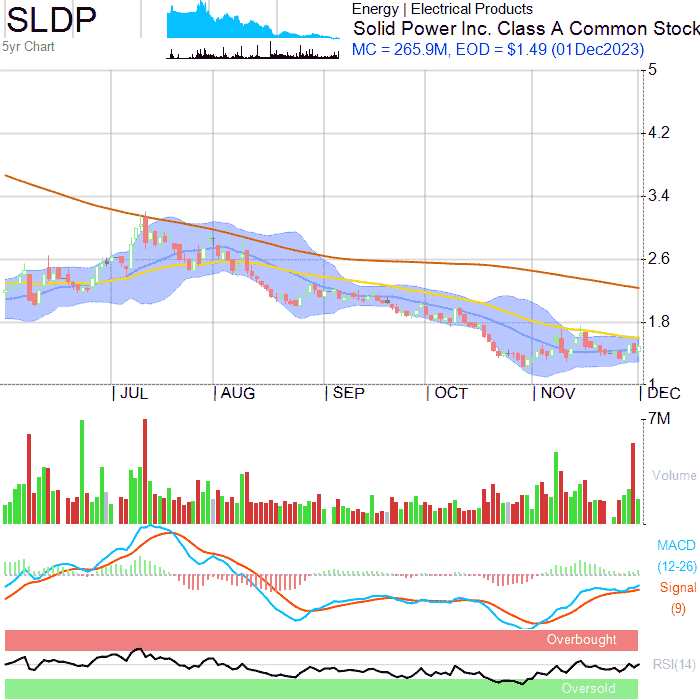 SLDP
5yr Chart
Energy | Electrical Products
Solid Power Inc. Class A Common Stock
MC = 265.9M, EOD = $1.49 (01Dec2023)
5
4.2
3.4
2.6
1.8
1
JUL AUG SEP OCT NOV DEC
7M
Volume
MACD
(12-26)
Signal
(9)
Overbought
RSI(14)
Oversold